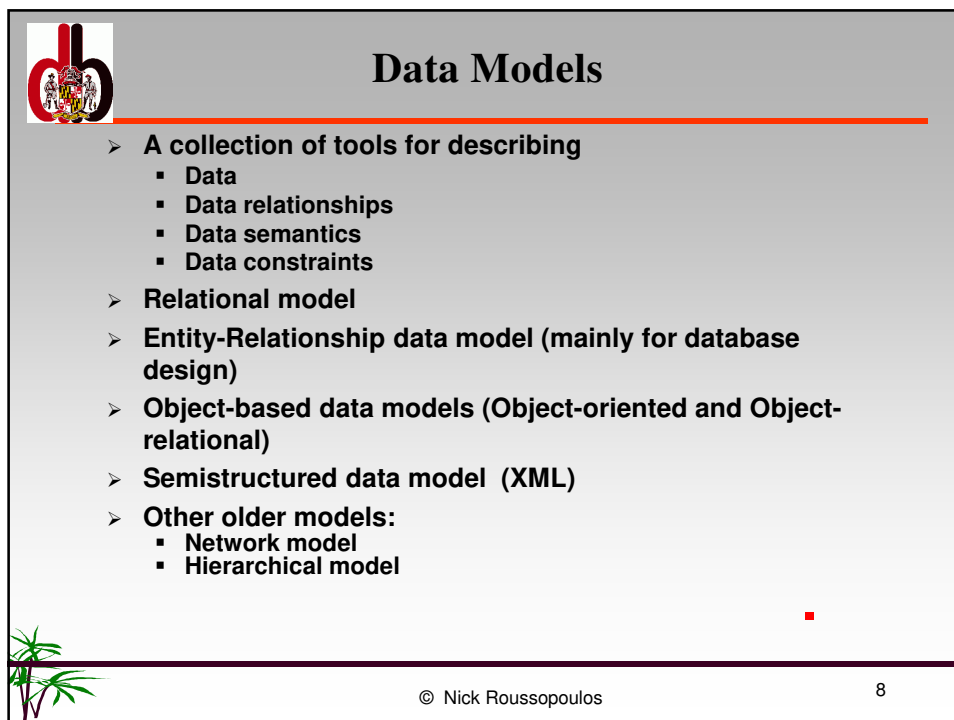 Data Models
➢ A collection of tools for describing
▪ Data
▪ Data relationships
▪ Data semantics
▪ Data constraints
➢ Relational model
➢ Entity-Relationship data model (mainly for database
design)
➢ Object-based data models (Object-oriented and Object-
relational)
➢ Semistructured data model (XML)
➢ Other older models:
▪ Network model
▪ Hierarchical model
© Nick Roussopoulos
8